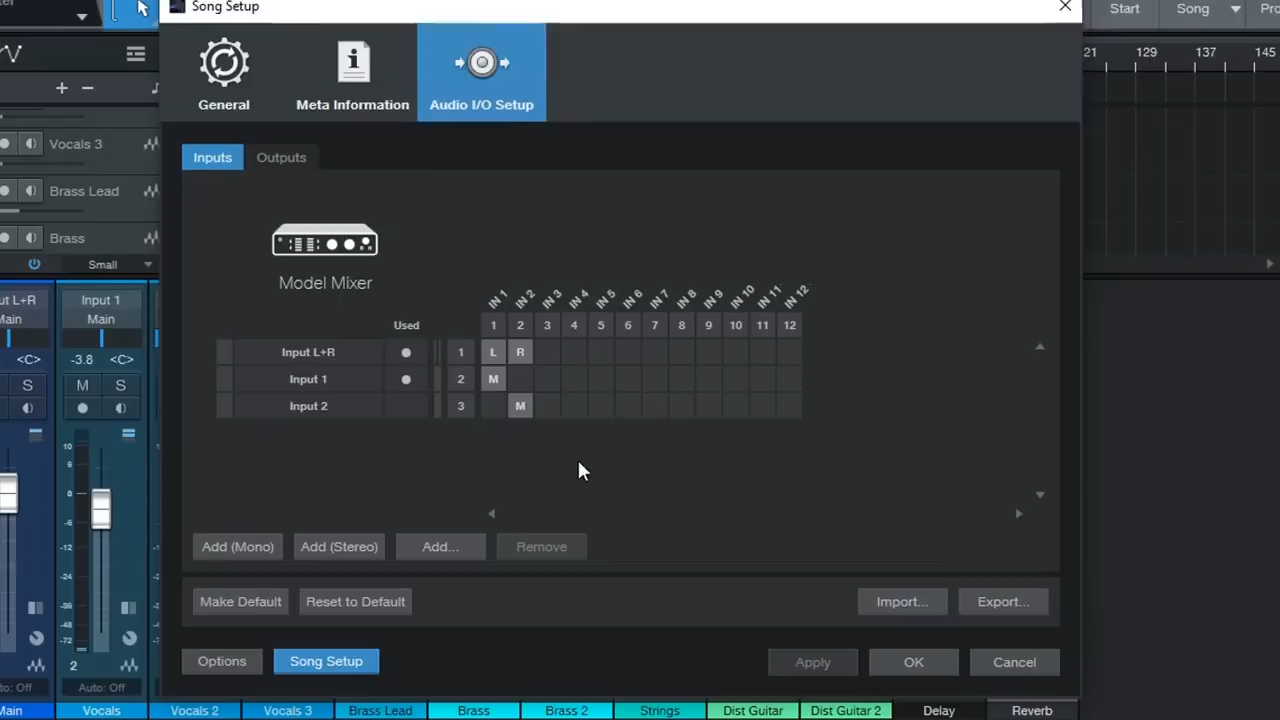 Song Setup
Start
Song
General
Meta Information
Audio I/O Setup
129
137
145
Inputs
Outputs
Vocals 3
Brass Lead
Brass
Small
Model Mixer
IN 1
IN 2
IN 3
IN 4
IN 5
IN 6
IN 7
IN 8
IN 9
IN 10
IN 11
IN 12
Used
1 2 3 4 5 6 7 8 9 10 11 12
Input L+R 1 L R
Input 1 2 M
Input 2 3 M
L+R
Input 1
Main
<C>
-3.8 <C>
S
M S
10
6
0
-6
-12
-24
-36
-48
-60
-72
2
Auto: Off
Add (Mono)
Add (Stereo)
Add...
Remove
Make Default
Reset to Default
Import...
Export...
Options
Song Setup
Apply
OK
Cancel
Main
Vocals
Vocals 2
Vocals 3
Brass Lead
Brass
Brass 2
Strings
Dist Guitar
Dist Guitar 2
Delay
Reverb